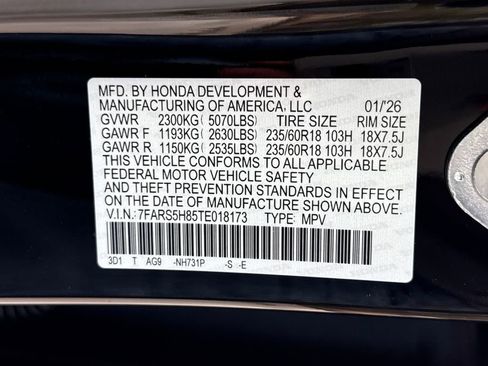 MFD. BY HONDA DEVELOPMENT &
MANUFACTURING OF AMERICA, LLC 01/'26
GVWR 2300KG (5070LBS) TIRE SIZE RIM SIZE
GAWR F 1193KG (2630LBS) 235/60R18 103H 18X7.5J
GAWR R 1150KG (2535LBS) 235/60R18 103H 18X7.5J
THIS VEHICLE CONFORMS TO ALL APPLICABLE
FEDERAL MOTOR VEHICLE SAFETY
AND THEFT PREVENTION STANDARDS IN EFFECT
ON THE DATE OF MANUFACTURE SHOWN ABOVE.
V.I.N.: 7FARS5H85TE018173 TYPE: MPV
3D1 T AG9 -NH731P -S -E